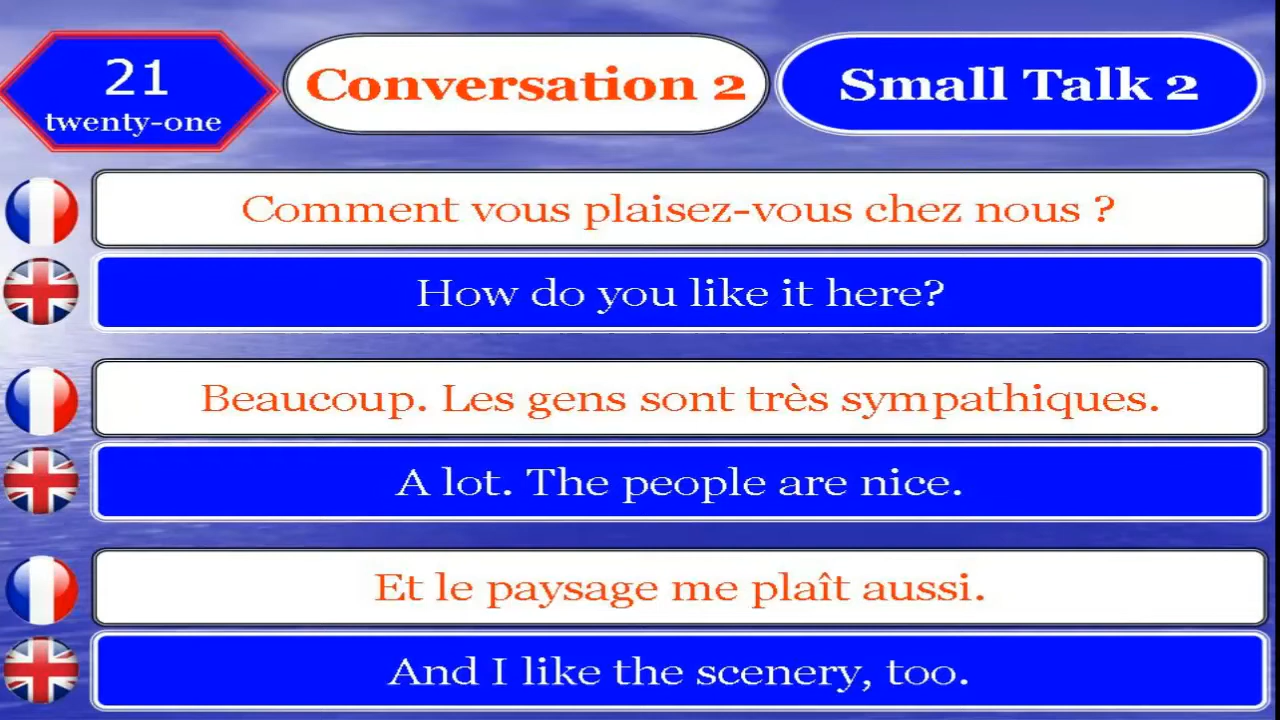 21
twenty-one
Conversation 2
Small Talk 2
Comment vous plaisez-vous chez nous ?
How do you like it here?
Beaucoup. Les gens sont très sympathiques.
A lot. The people are nice.
Et le paysage me plaît aussi.
And I like the scenery, too.